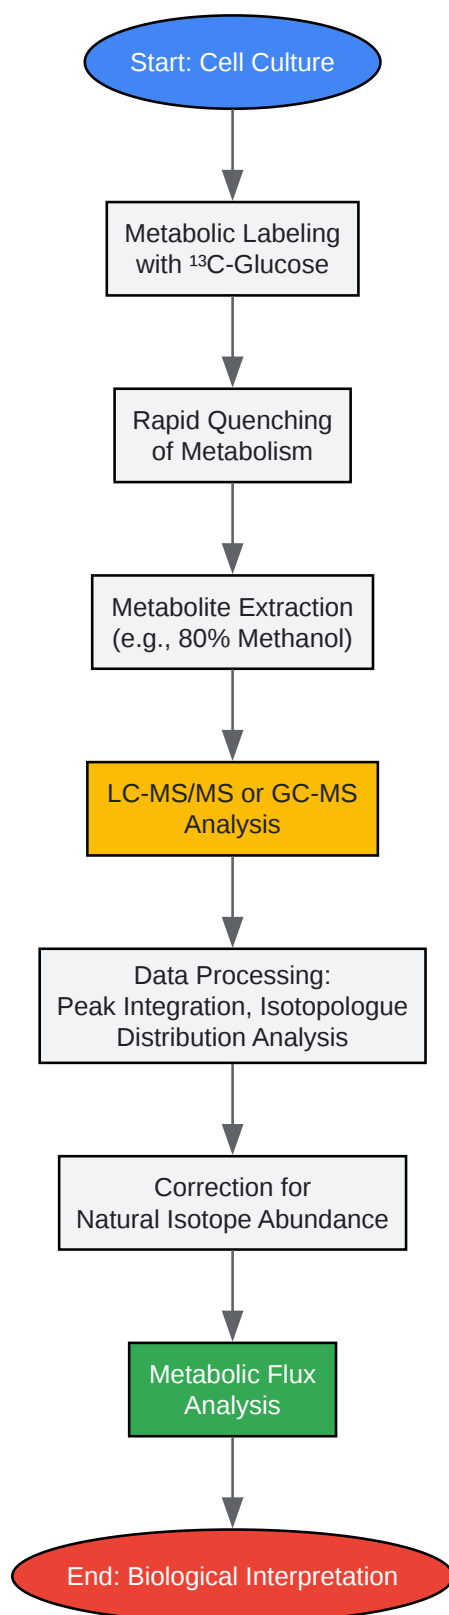 Start: Cell Culture
Metabolic Labeling
with ¹³C-Glucose
Rapid Quenching
of Metabolism
Metabolite Extraction
(e.g., 80% Methanol)
LC-MS/MS or GC-MS
Analysis
Data Processing:
Peak Integration, Isotopologue
Distribution Analysis
Correction for
Natural Isotope Abundance
Metabolic Flux
Analysis
End: Biological Interpretation